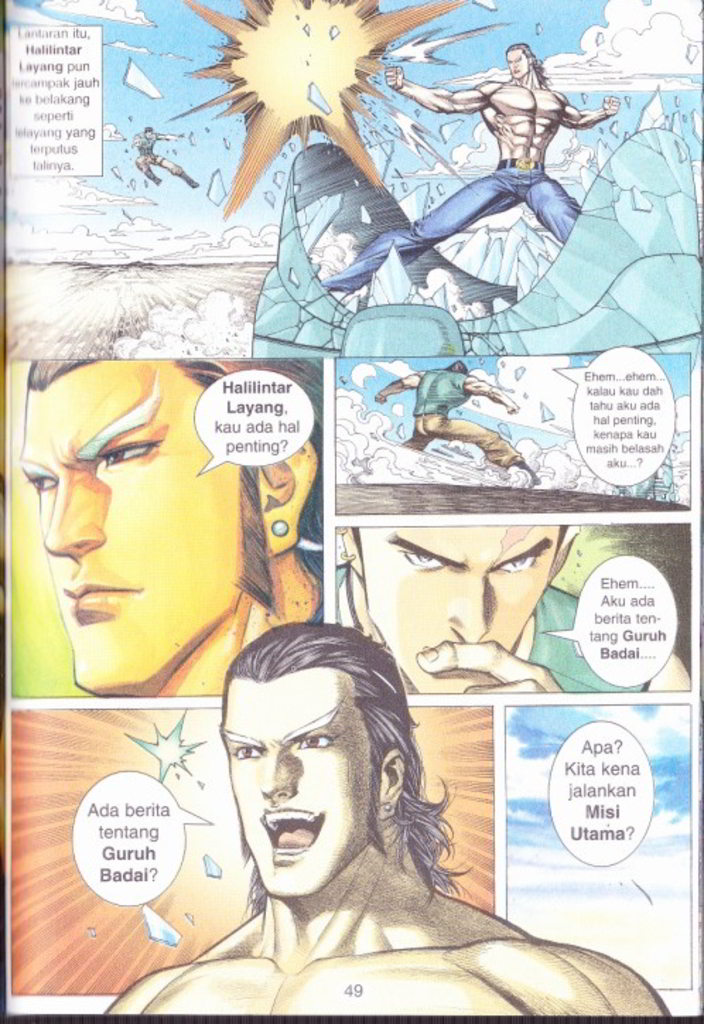 Lantaran itu,
Halilintar
Layang pun
tercampak jauh
ke belakang
seperti
layang yang
terputus
talinya.
Halilintar
Layang,
kau ada hal
penting?
Ehem...ehem...
kalau kau dah
tahu aku ada
hal penting,
kenapa kau
masih belasah
aku...?
Ehem....
Aku ada
berita ten-
tang Guruh
Badai....
Ada berita
tentang
Guruh
Badai?
Apa?
Kita kena
jalankan
Misi
Utama?
49